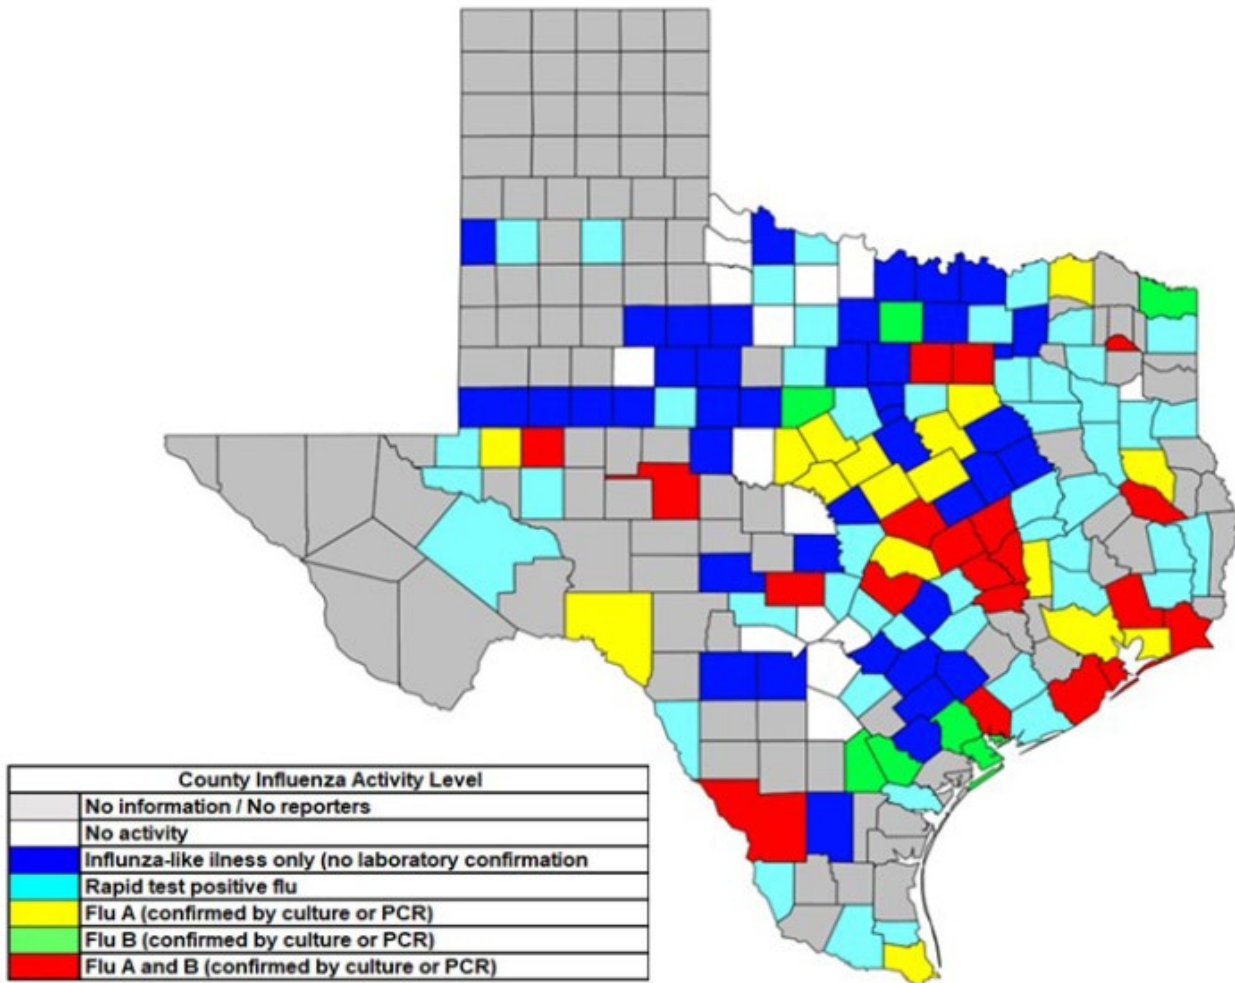 County Influenza Activity Level
No information / No reporters
No activity
Influnza-like ilness only (no laboratory confirmation
Rapid test positive flu
Flu A (confirmed by culture or PCR)
Flu B (confirmed by culture or PCR)
Flu A and B (confirmed by culture or PCR)